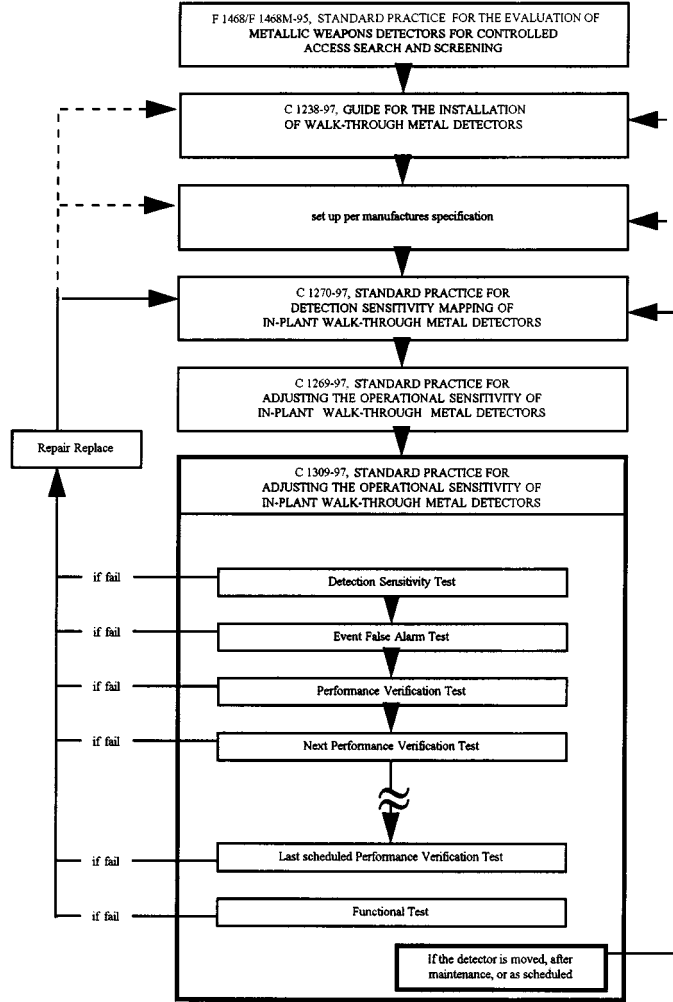 F 1468/F 1468M-95, STANDARD PRACTICE FOR THE EVALUATION OF
METALLIC WEAPONS DETECTORS FOR CONTROLLED
ACCESS SEARCH AND SCREENING
C 1238-97, GUIDE FOR THE INSTALLATION
OF WALK-THROUGH METAL DETECTORS
set up per manufactures specification
C 1270-97, STANDARD PRACTICE FOR
DETECTION SENSITIVITY MAPPING OF
IN-PLANT WALK-THROUGH METAL DETECTORS
C 1269-97, STANDARD PRACTICE FOR
ADJUSTING THE OPERATIONAL SENSITIVITY OF
IN-PLANT WALK-THROUGH METAL DETECTORS
Repair Replace
C 1309-97, STANDARD PRACTICE FOR
ADJUSTING THE OPERATIONAL SENSITIVITY OF
IN-PLANT WALK-THROUGH METAL DETECTORS
if fail
Detection Sensitivity Test
if fail
Event False Alarm Test
if fail
Performance Verification Test
if fail
Next Performance Verification Test
if fail
Last scheduled Performance Verification Test
if fail
Functional Test
If the detector is moved, after
maintenance, or as scheduled